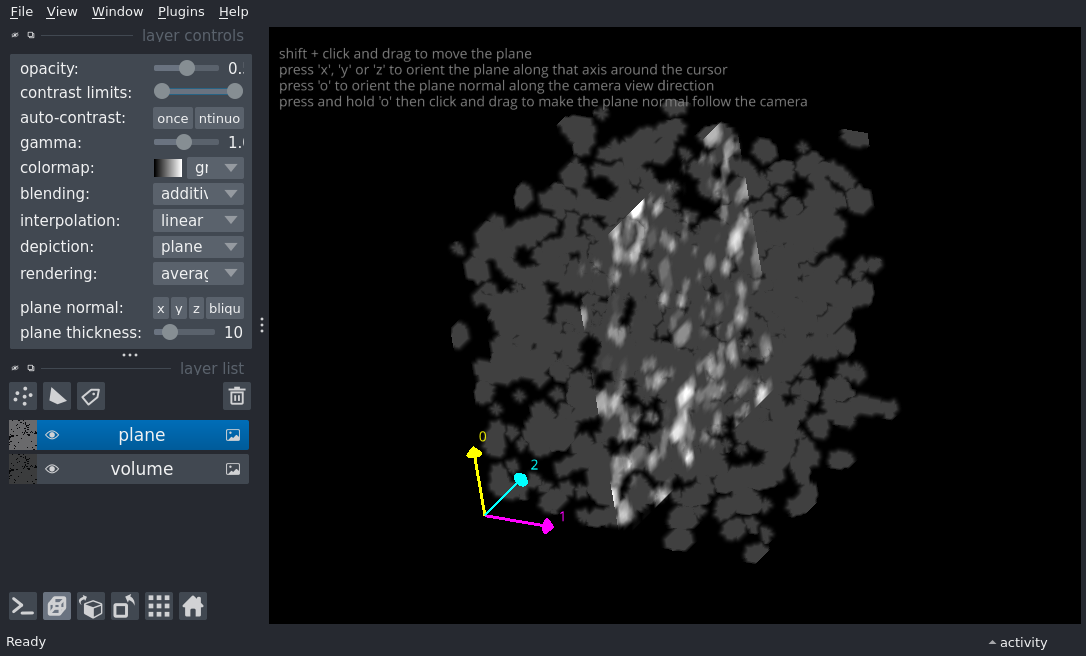 File View Window Plugins Help
layer controls
opacity: 0.
contrast limits:
auto-contrast: once ntinuo
gamma: 1.0
colormap: gr
blending: additiv
interpolation: linear
depiction: plane
rendering: averag
plane normal: x y z bliqu
plane thickness: 10
layer list
plane
volume
shift + click and drag to move the plane
press 'x', 'y' or 'z' to orient the plane along that axis around the cursor
press 'o' to orient the plane normal along the camera view direction
press and hold 'o' then click and drag to make the plane normal follow the camera
0
2
1
Ready
activity